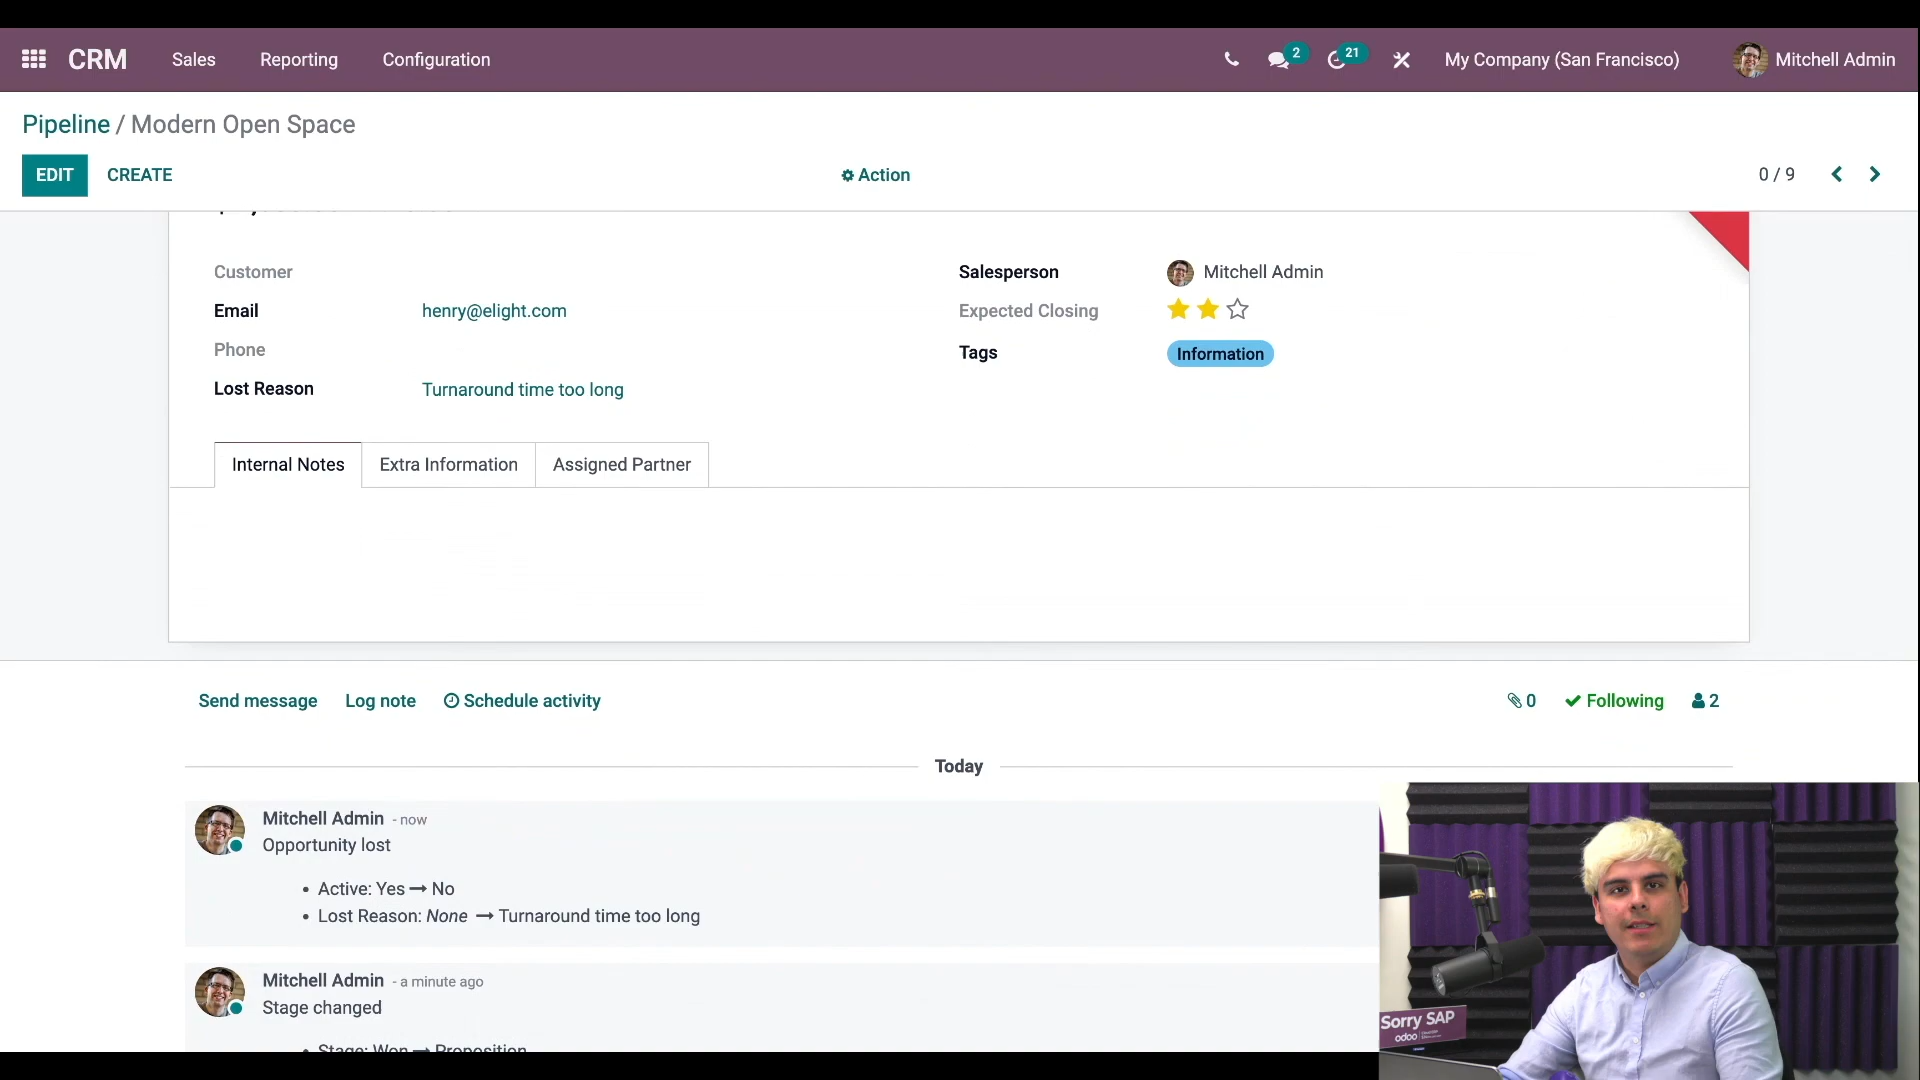 CRM Sales Reporting Configuration 2 21 My Company (San Francisco) Mitchell Admin
Pipeline / Modern Open Space
EDIT CREATE Action 0 / 9
Customer Salesperson Mitchell Admin
Email henry@elight.com Expected Closing
Phone Tags Information
Lost Reason Turnaround time too long
Internal Notes Extra Information Assigned Partner
Send message Log note Schedule activity 0 Following 2
Today
Mitchell Admin - now
Opportunity lost
• Active: Yes → No
• Lost Reason: None → Turnaround time too long
Mitchell Admin - a minute ago
Stage changed
• Stage: Won → Proposition
Sorry SAP
odoo